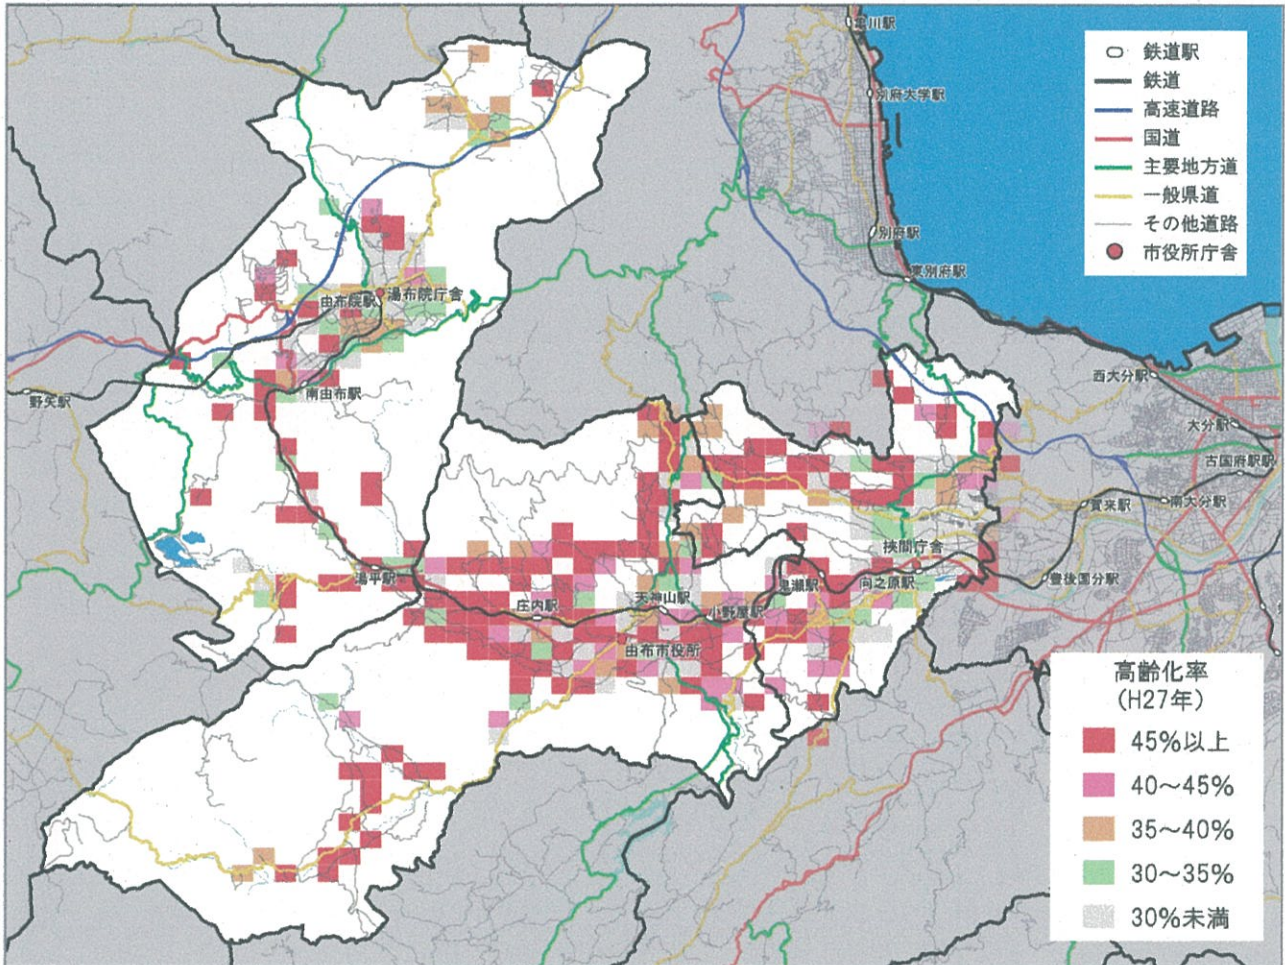 亀川駅
別府大学駅
別府駅
東別府駅
西大分駅
大分駅
古国府駅
南大分駅
賀来駅
豊後国分駅
由布院駅
湯布院庁舎
南由布駅
野矢駅
湯平駅
庄内駅
天神山駅
小野屋駅
鬼瀬駅
向之原駅
挾間庁舎
由布市役所
鉄道駅
鉄道
高速道路
国道
主要地方道
一般県道
その他道路
市役所庁舎
高齢化率
(H27年)
45%以上
40～45%
35～40%
30～35%
30%未満